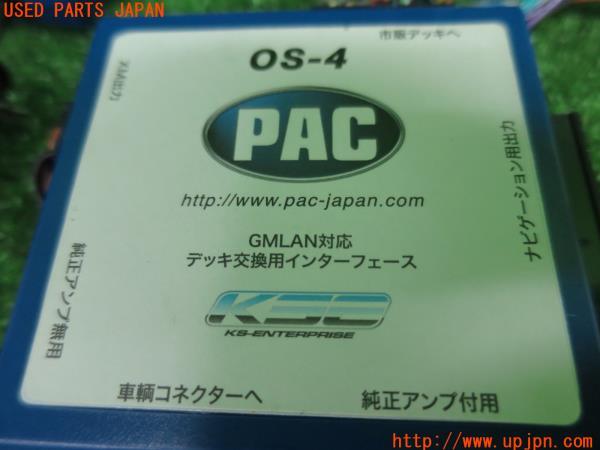 USED PARTS JAPAN
市販デッキへ
OS-4
XM出力
PAC
http://www.pac-japan.com
ナビゲーション用出力
GMLAN対応
デッキ交換用インターフェース
純正アンプ無用
KS-ENTERPRISE
車輌コネクターへ
純正アンプ付用
http://www.upjpn.com/